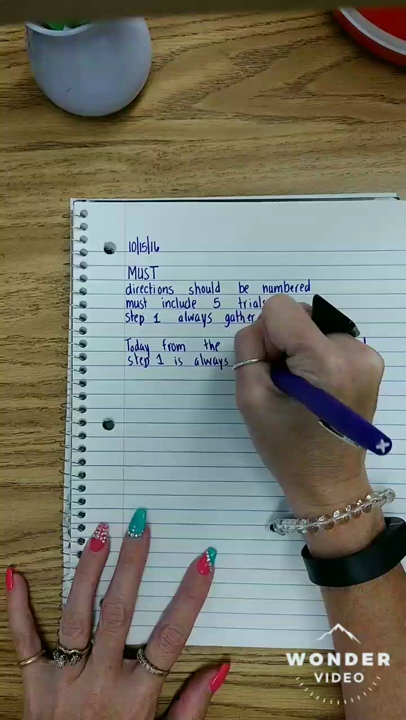 10/15/16
MUST
directions should be numbered
must include 5 trials
step 1 always gather
Today from the
step 1 is always
WONDER
VIDEO